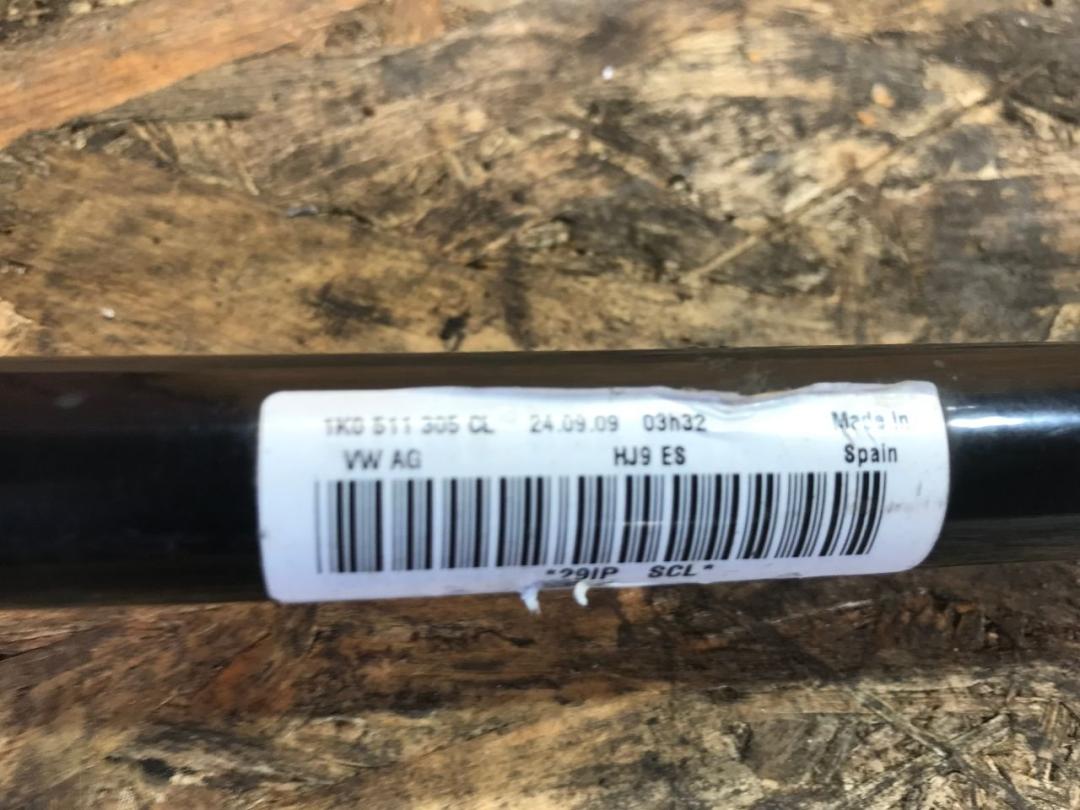 1K0 511 305 CL 24.09.09 03h32 Made in
VW AG HJ9 ES Spain
*29IP SCL*